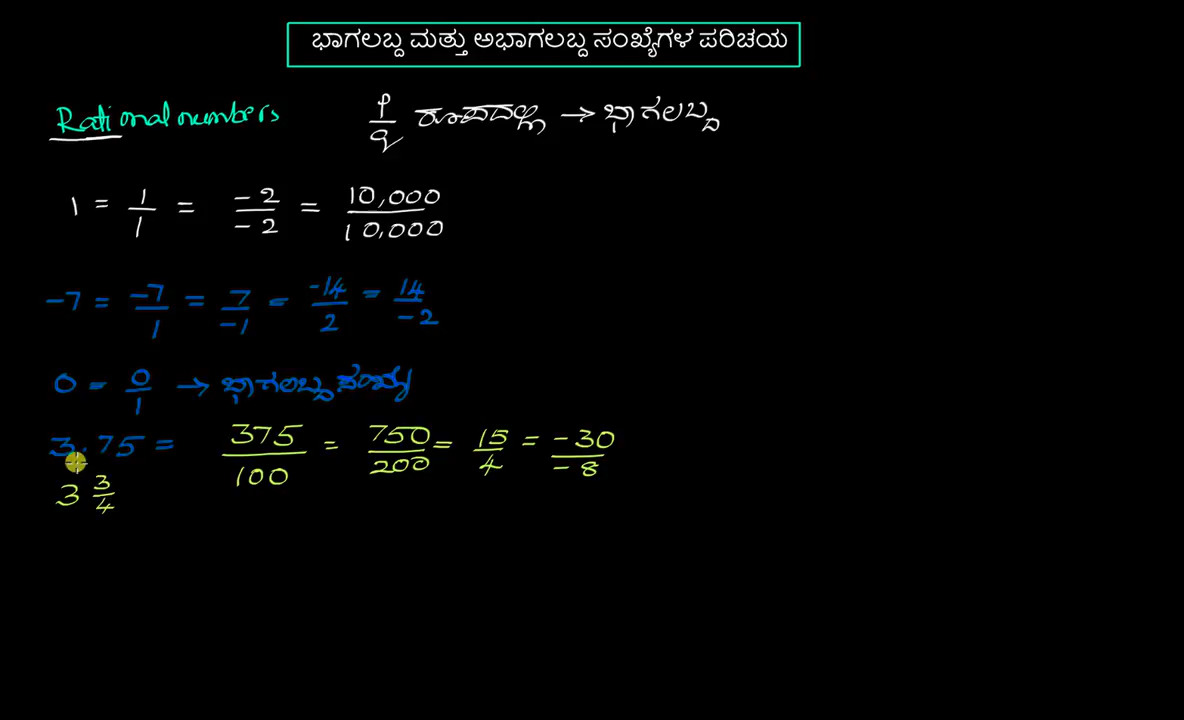 ಭಾಗಲಬ್ದ ಮತ್ತು ಅಭಾಗಲಬ್ದ ಸಂಖ್ಯೆಗಳ ಪರಿಚಯ
Rational numbers p/q ರೂಪದಲ್ಲಿ → ಭಾಗಲಬ್ದ
1 = 1/1 = -2/-2 = 10,000/10,000
-7 = -7/1 = 7/-1 = -14/2 = 14/-2
0 = 0/1 → ಭಾಗಲಬ್ದ ಸಂಖ್ಯೆ
3.75 = 375/100 = 750/200 = 15/4 = -30/-8
3 3/4